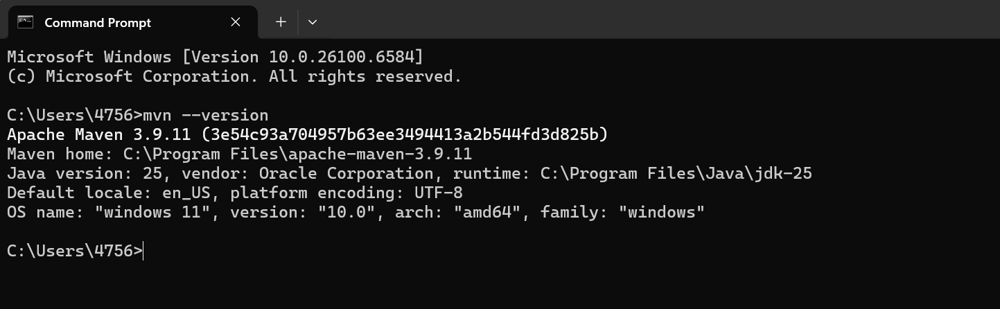 Command Prompt
Microsoft Windows [Version 10.0.26100.6584]
(c) Microsoft Corporation. All rights reserved.
C:\Users\4756>mvn --version
Apache Maven 3.9.11 (3e54c93a704957b63ee3494413a2b544fd3d825b)
Maven home: C:\Program Files\apache-maven-3.9.11
Java version: 25, vendor: Oracle Corporation, runtime: C:\Program Files\Java\jdk-25
Default locale: en_US, platform encoding: UTF-8
OS name: "windows 11", version: "10.0", arch: "amd64", family: "windows"
C:\Users\4756>